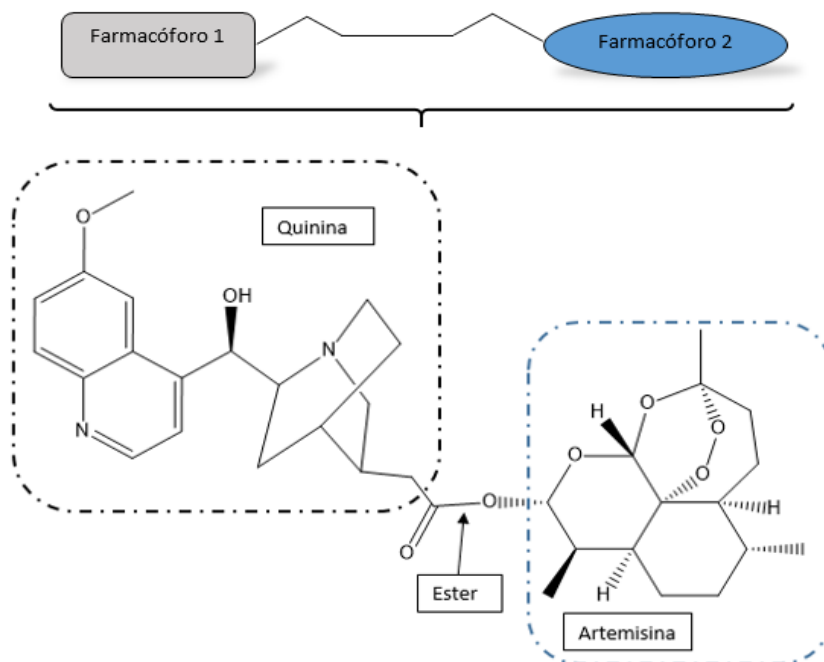 Farmacóforo 1
Farmacóforo 2
Quinina
O
OH
N
N
O
O
Ester
H
O
O
O
O
H
H
Artemisina